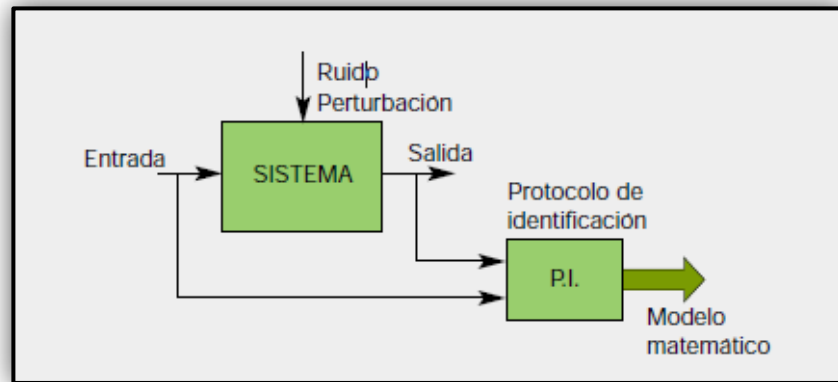 Ruido
Perturbación
Entrada
SISTEMA
Salida
Protocolo de
identificación
P.I.
Modelo
matemático